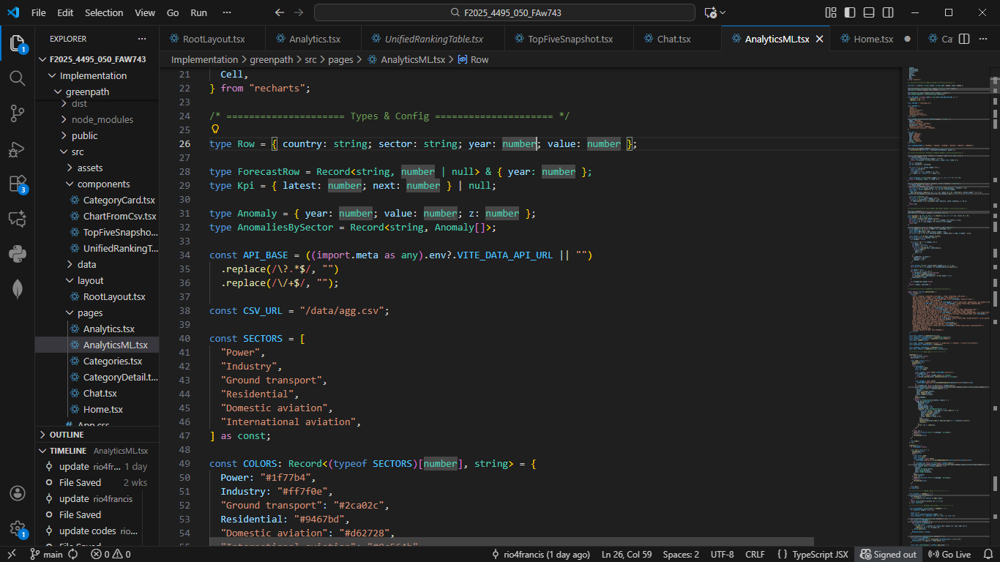 File Edit Selection View Go Run ··· F2025_4495_050_FAw743
EXPLORER ···
RootLayout.tsx Analytics.tsx UnifiedRankingTable.tsx TopFiveSnapshot.tsx Chat.tsx AnalyticsML.tsx Home.tsx Ca
Implementation > greenpath > src > pages > AnalyticsML.tsx > Row
F2025_4495_050_FAW743
Implementation
greenpath
dist
node_modules
public
src
assets
components
CategoryCard.tsx
ChartFromCsv.tsx
TopFiveSnapsho...
UnifiedRankingT...
data
layout
RootLayout.tsx
pages
Analytics.tsx
AnalyticsML.tsx
Categories.tsx
CategoryDetail.t...
Chat.tsx
Home.tsx
App.css
OUTLINE
TIMELINE AnalyticsML.tsx
update rio4fr... 1 day
File Saved 2 wks
update rio4francis
File Saved
update codes rio...
File Saved
1
3
1
21 Cell,
22 } from "recharts";
23
24 /* ===================== Types & Config ===================== */
25
26 type Row = { country: string; sector: string; year: number; value: number };
27
28 type ForecastRow = Record<string, number | null> & { year: number };
29 type Kpi = { latest: number; next: number } | null;
30
31 type Anomaly = { year: number; value: number; z: number };
32 type AnomaliesBySector = Record<string, Anomaly[]>;
33
34 const API_BASE = ((import.meta as any).env?.VITE_DATA_API_URL || "")
35 .replace(/\?.*$/, "")
36 .replace(/\/+$/, "");
37
38 const CSV_URL = "/data/agg.csv";
39
40 const SECTORS = [
41 "Power",
42 "Industry",
43 "Ground transport",
44 "Residential",
45 "Domestic aviation",
46 "International aviation",
47 ] as const;
48
49 const COLORS: Record<(typeof SECTORS)[number], string> = {
50 Power: "#1f77b4",
51 Industry: "#ff7f0e",
52 "Ground transport": "#2ca02c",
53 Residential: "#9467bd",
54 "Domestic aviation": "#d62728",
55 "International aviation": "#8c564b",
main 0 0 rio4francis (1 day ago) Ln 26, Col 59 Spaces: 2 UTF-8 CRLF { } TypeScript JSX Signed out Go Live